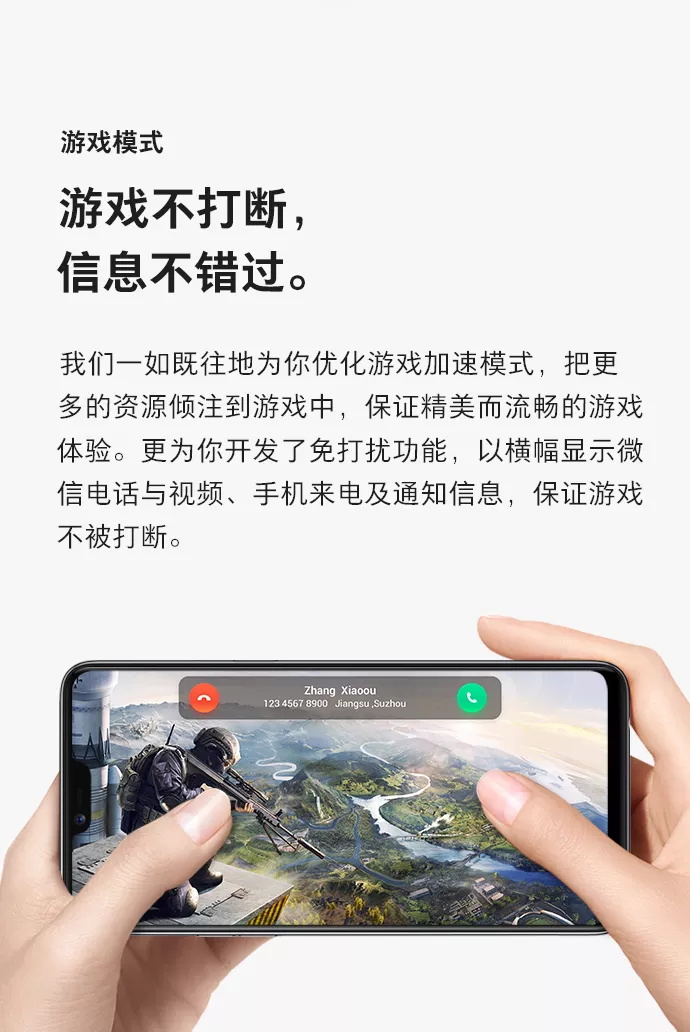 游戏模式
游戏不打断，
信息不错过。
我们一如既往地为你优化游戏加速模式，把更
多的资源倾注到游戏中，保证精美而流畅的游戏
体验。更为你开发了免打扰功能，以横幅显示微
信电话与视频、手机来电及通知信息，保证游戏
不被打断。
Zhang Xiaoou
123 4567 8900 Jiangsu ,Suzhou